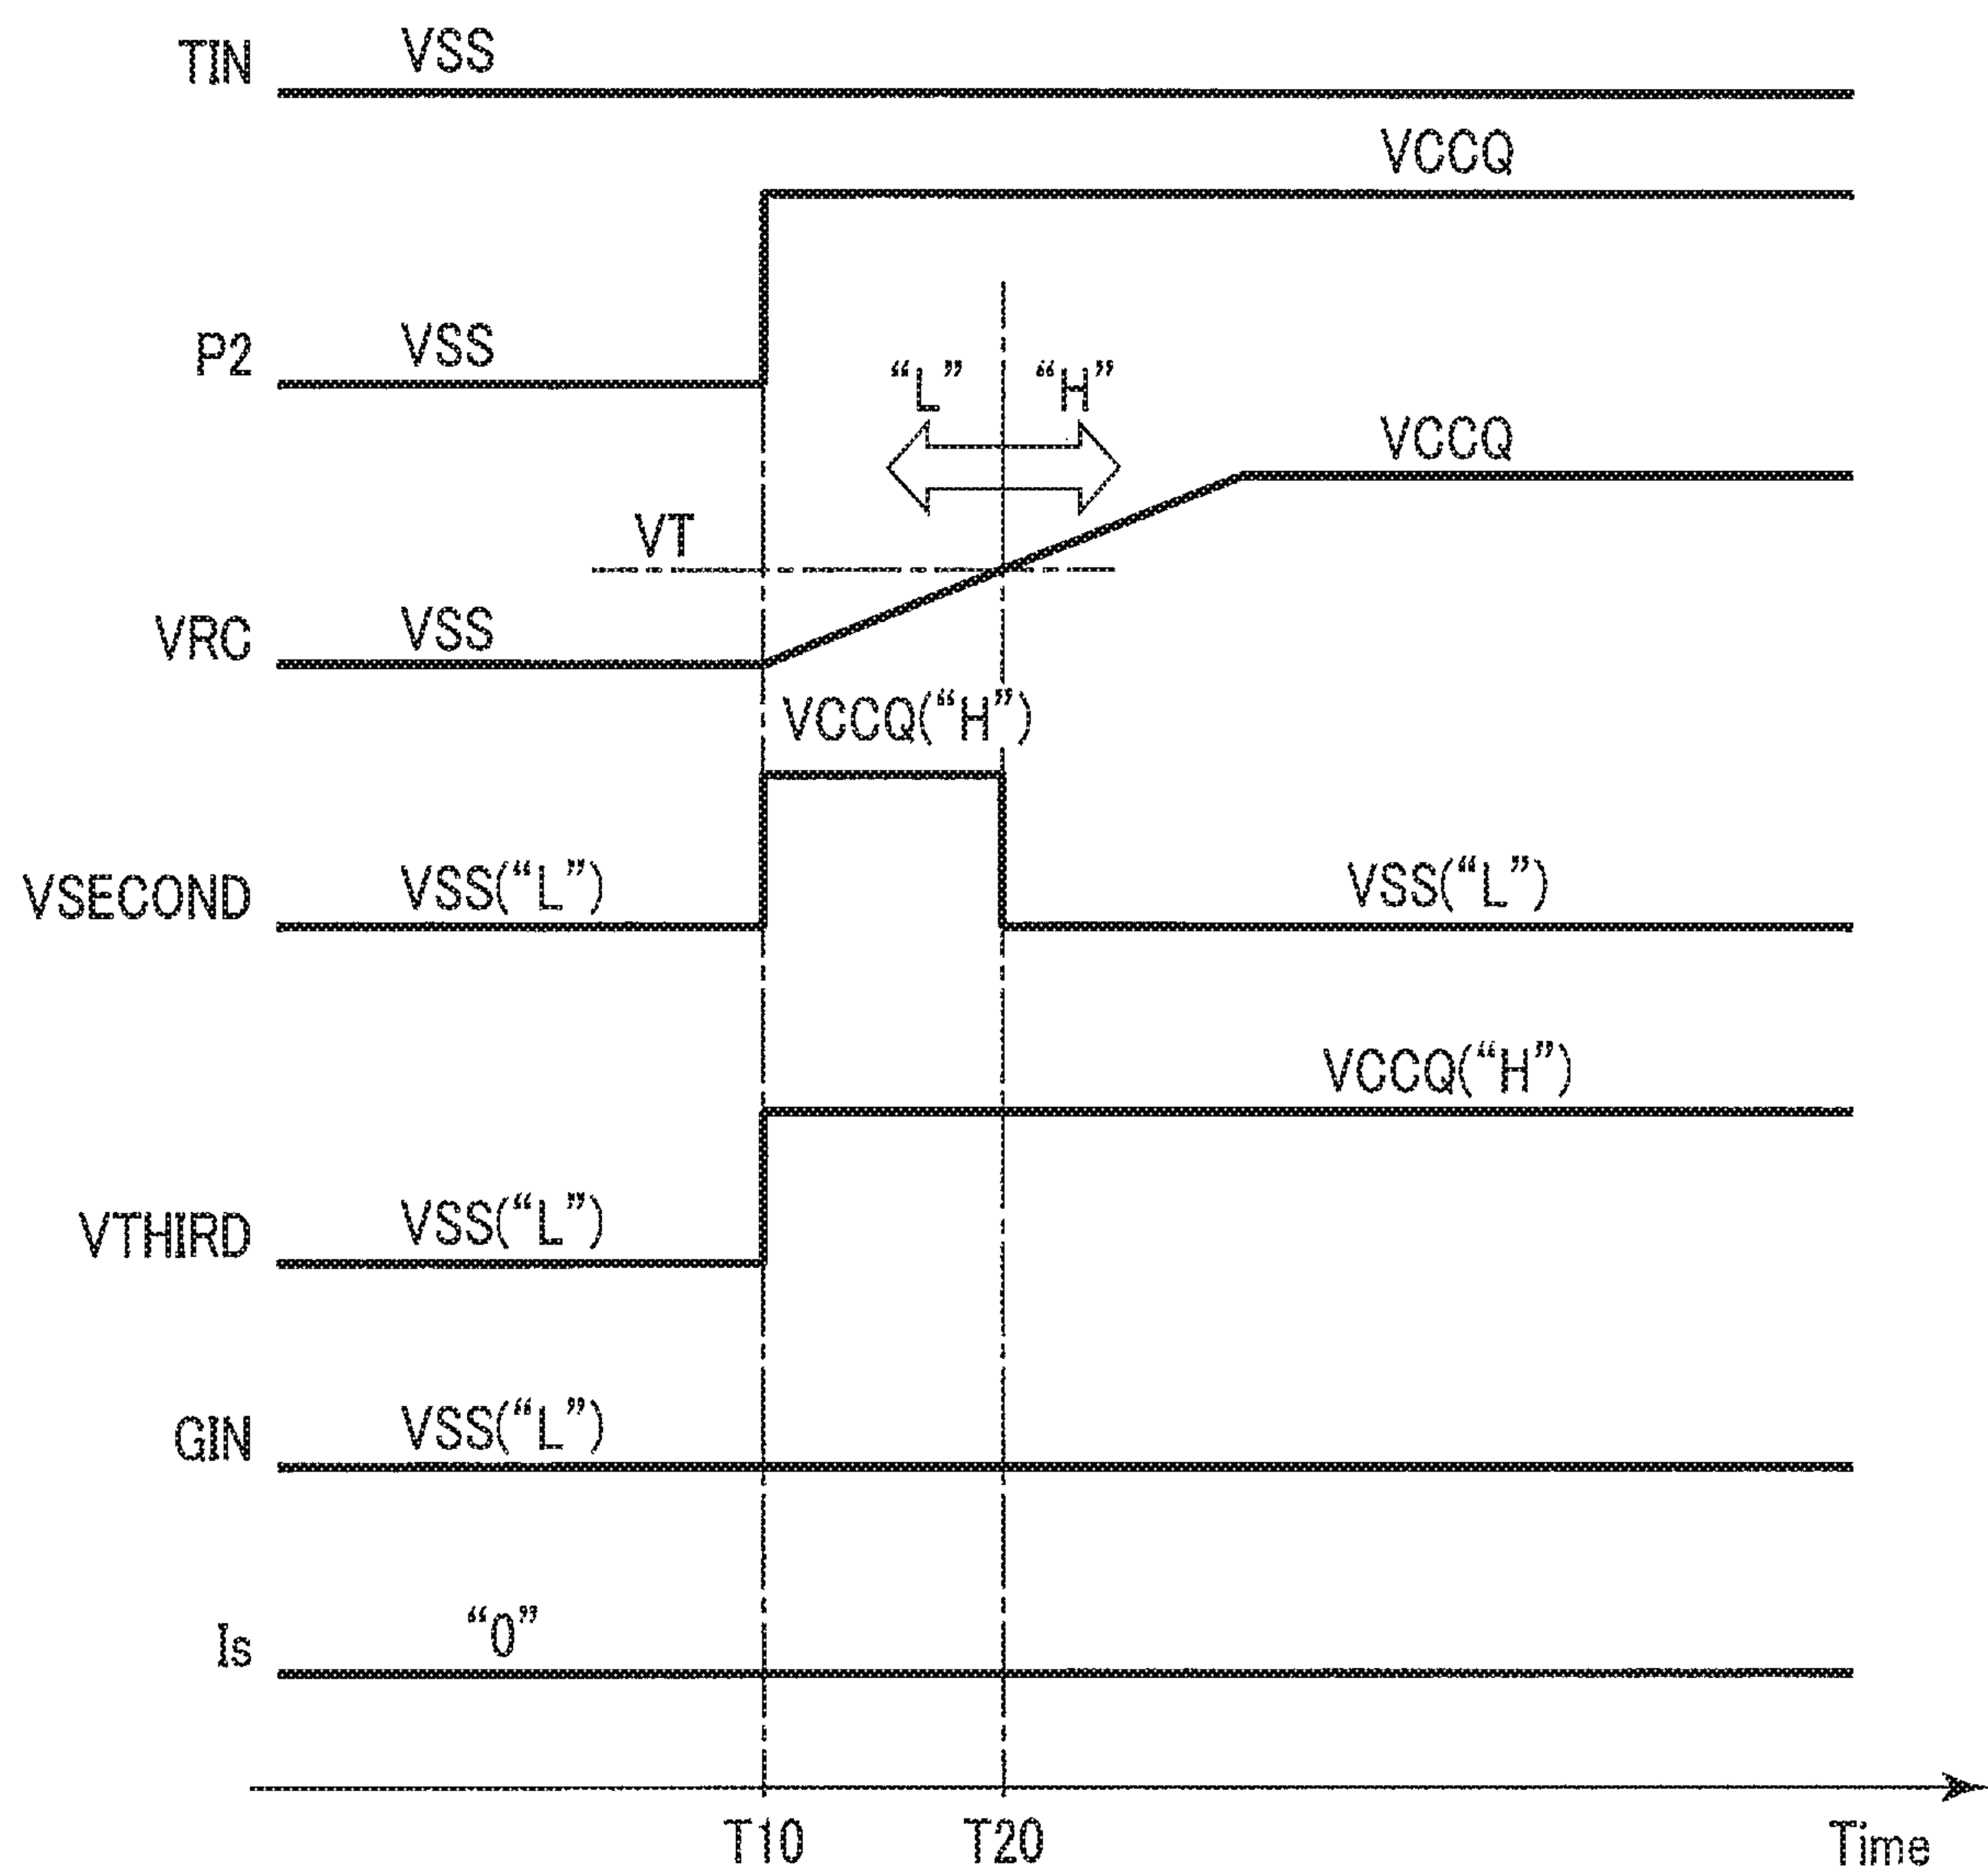 TIN VSS
VCCQ
P2 VSS
“L” “H”
VCCQ
VT
VRC VSS
VCCQ(“H”)
VSECOND VSS(“L”) VSS(“L”)
VCCQ(“H”)
VTHIRD VSS(“L”)
GIN VSS(“L”)
Is “0”
T10 T20 Time